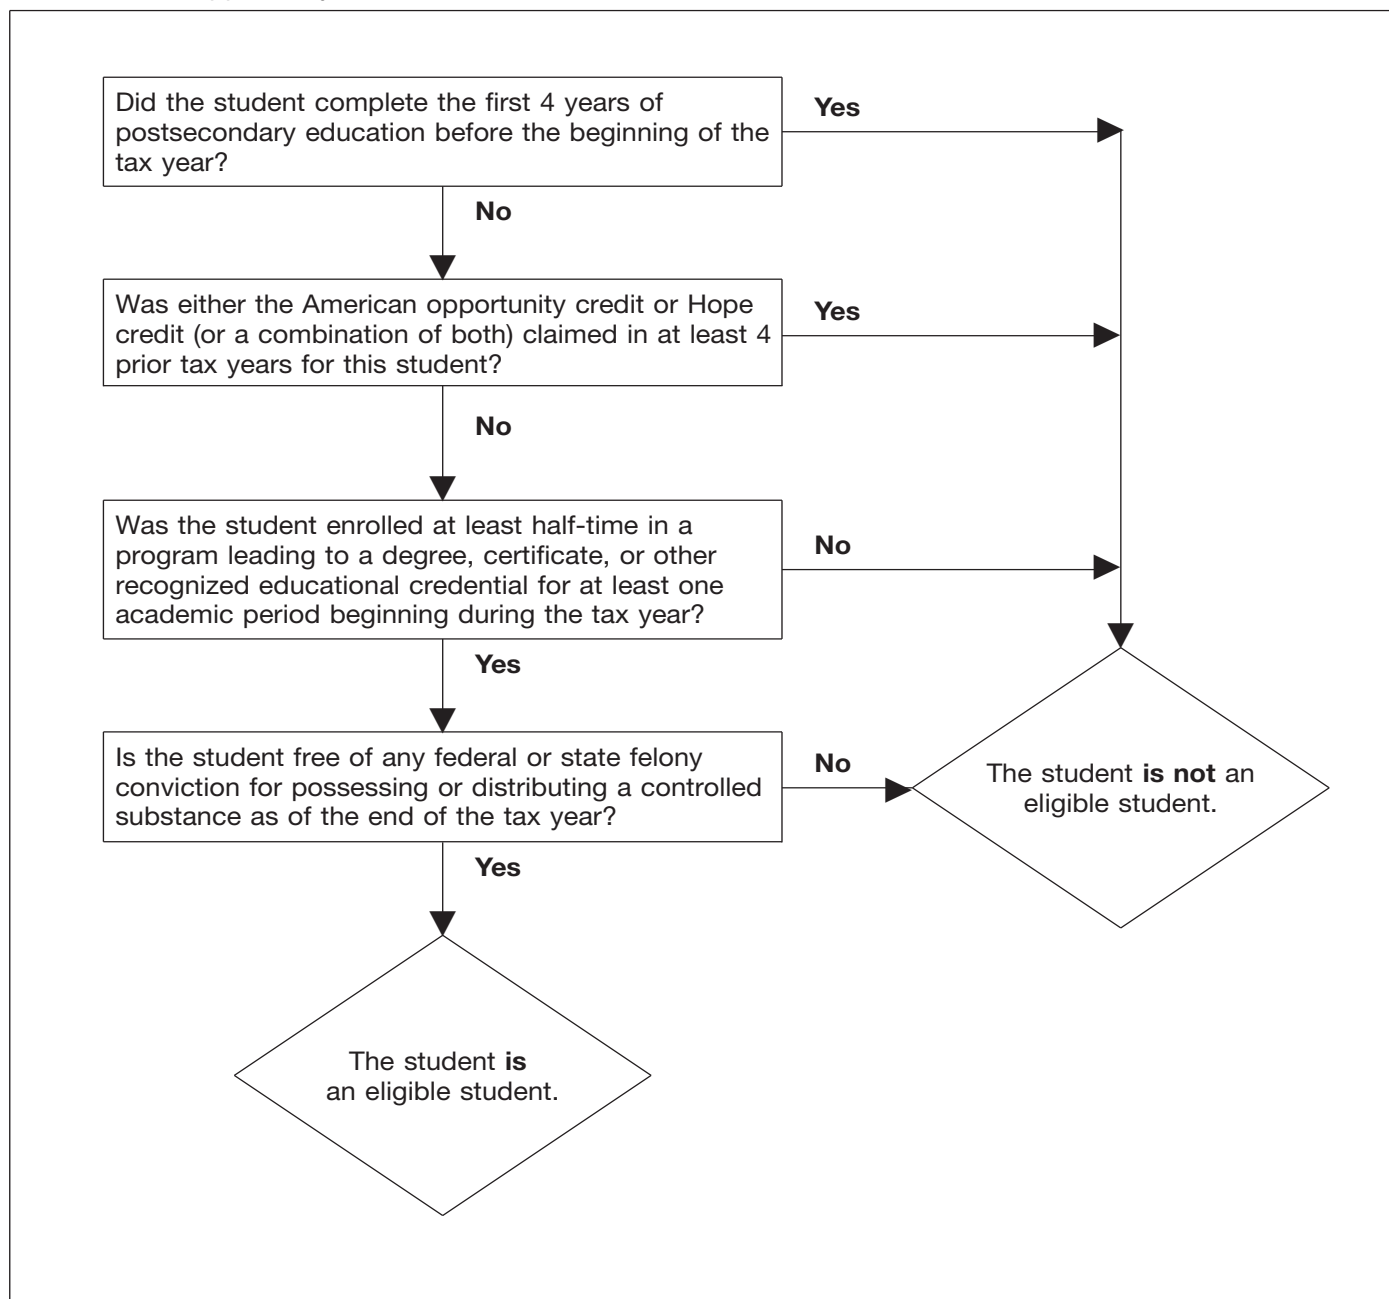 Did the student complete the first 4 years of
postsecondary education before the beginning of the
tax year?
Yes
No
Was either the American opportunity credit or Hope
credit (or a combination of both) claimed in at least 4
prior tax years for this student?
Yes
No
Was the student enrolled at least half-time in a
program leading to a degree, certificate, or other
recognized educational credential for at least one
academic period beginning during the tax year?
No
Yes
Is the student free of any federal or state felony
conviction for possessing or distributing a controlled
substance as of the end of the tax year?
No
The student is not an
eligible student.
Yes
The student is
an eligible student.